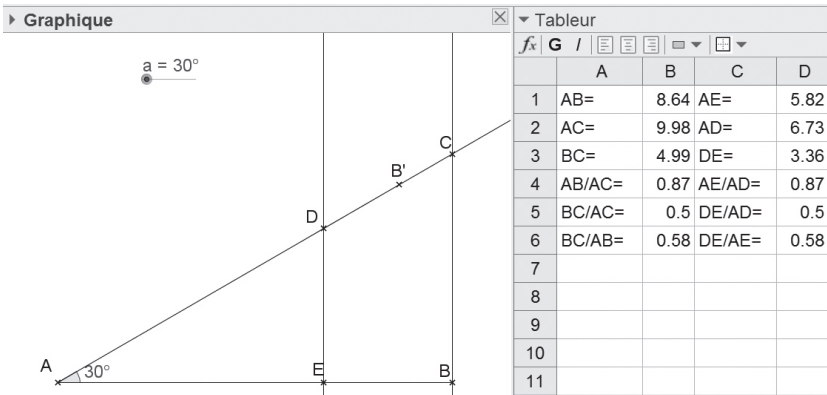 Graphique
a = 30°
C
B'
D
A
30°
E
B
Tableur
fx G I
A B C D
1 AB= 8.64 AE= 5.82
2 AC= 9.98 AD= 6.73
3 BC= 4.99 DE= 3.36
4 AB/AC= 0.87 AE/AD= 0.87
5 BC/AC= 0.5 DE/AD= 0.5
6 BC/AB= 0.58 DE/AE= 0.58
7
8
9
10
11